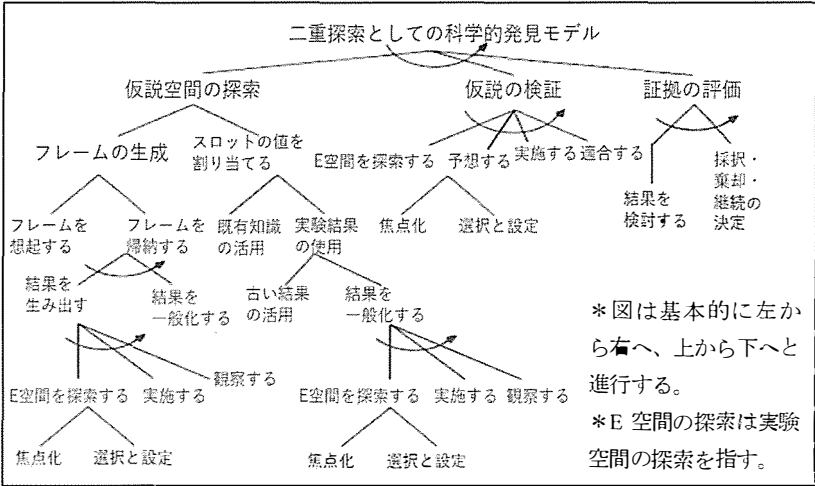 二重探索としての科学的発見モデル
仮説空間の探索
仮説の検証
証拠の評価
フレームの生成
スロットの値を
割り当てる
E空間を探索する
予想する
実施する
適合する
結果を
検討する
採択・
棄却・
継続の
決定
フレームを
想起する
フレームを
帰納する
既有知識
の活用
実験結果
の使用
焦点化
選択と設定
結果を
生み出す
結果を
一般化する
古い結果
の活用
結果を
一般化する
E空間を探索する
実施する
観察する
E空間を探索する
実施する
観察する
焦点化
選択と設定
焦点化
選択と設定
＊図は基本的に左か
ら右へ、上から下へと
進行する。
＊E 空間の探索は実験
空間の探索を指す。